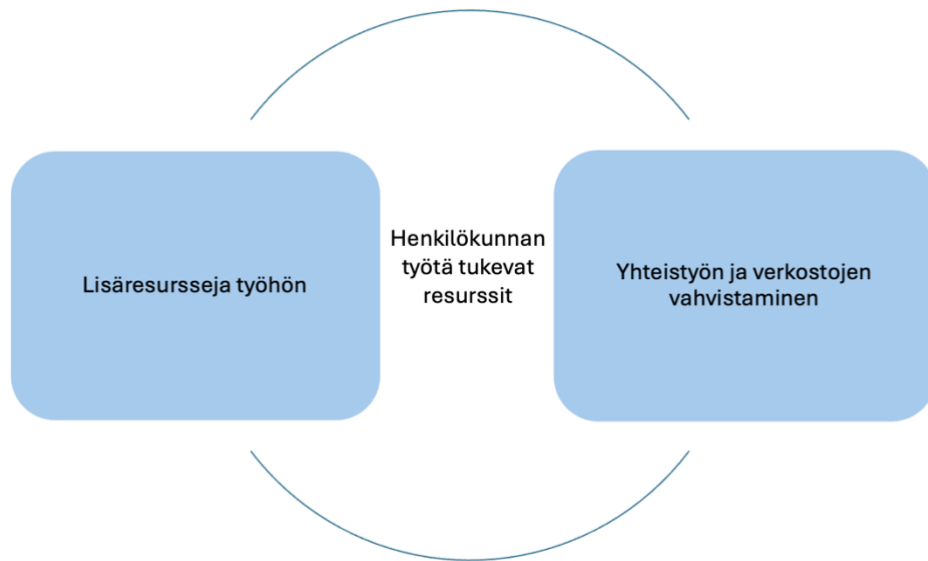 Lisäresursseja työhön
Henkilökunnan
työtä tukevat
resurssit
Yhteistyön ja verkostojen
vahvistaminen